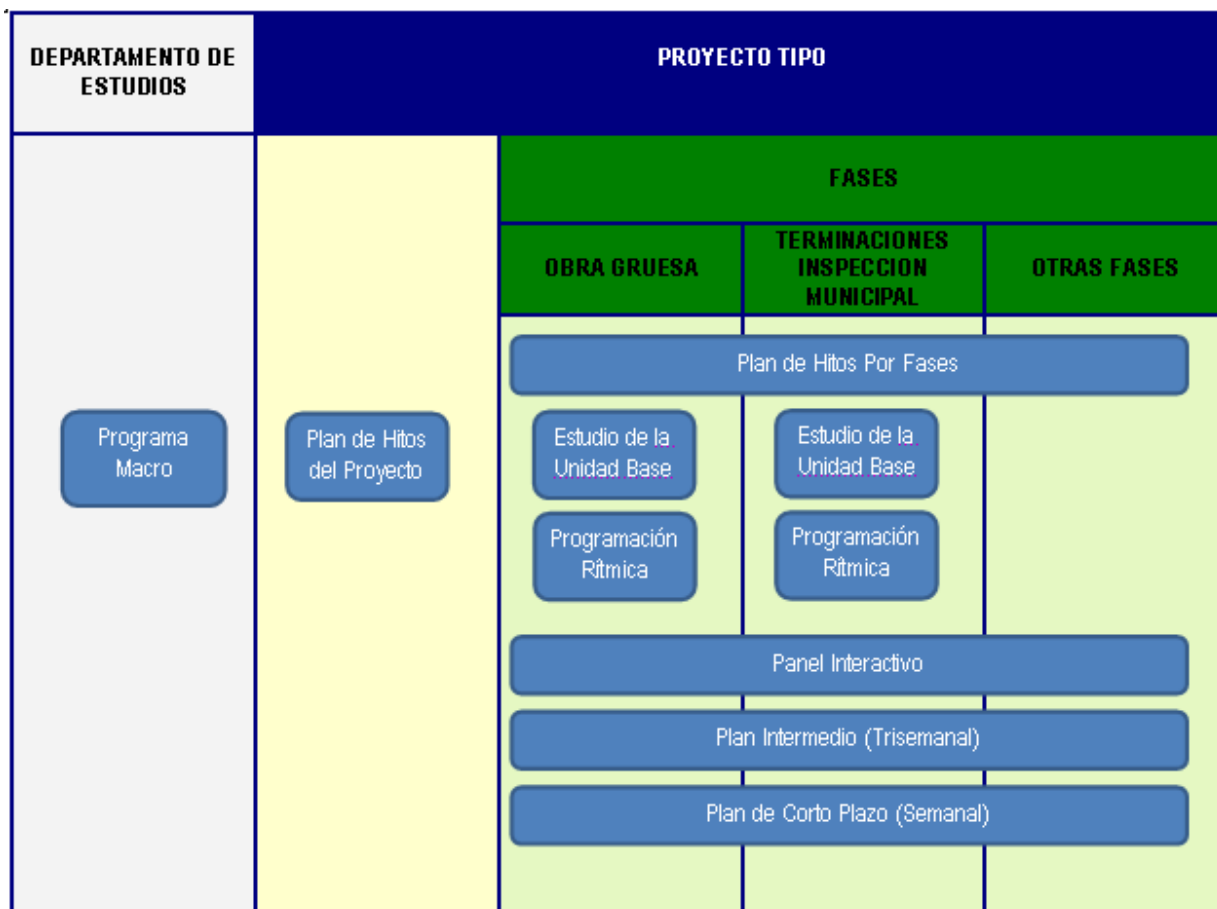 DEPARTAMENTO DE
ESTUDIOS
PROYECTO TIPO
FASES
OBRA GRUESA
TERMINACIONES
INSPECCION
MUNICIPAL
OTRAS FASES
Plan de Hitos Por Fases
Programa
Macro
Plan de Hitos
del Proyecto
Estudio de la
Unidad Base
Estudio de la
Unidad Base
Programación
Rítmica
Programación
Rítmica
Panel Interactivo
Plan Intermedio (Trisemanal)
Plan de Corto Plazo (Semanal)